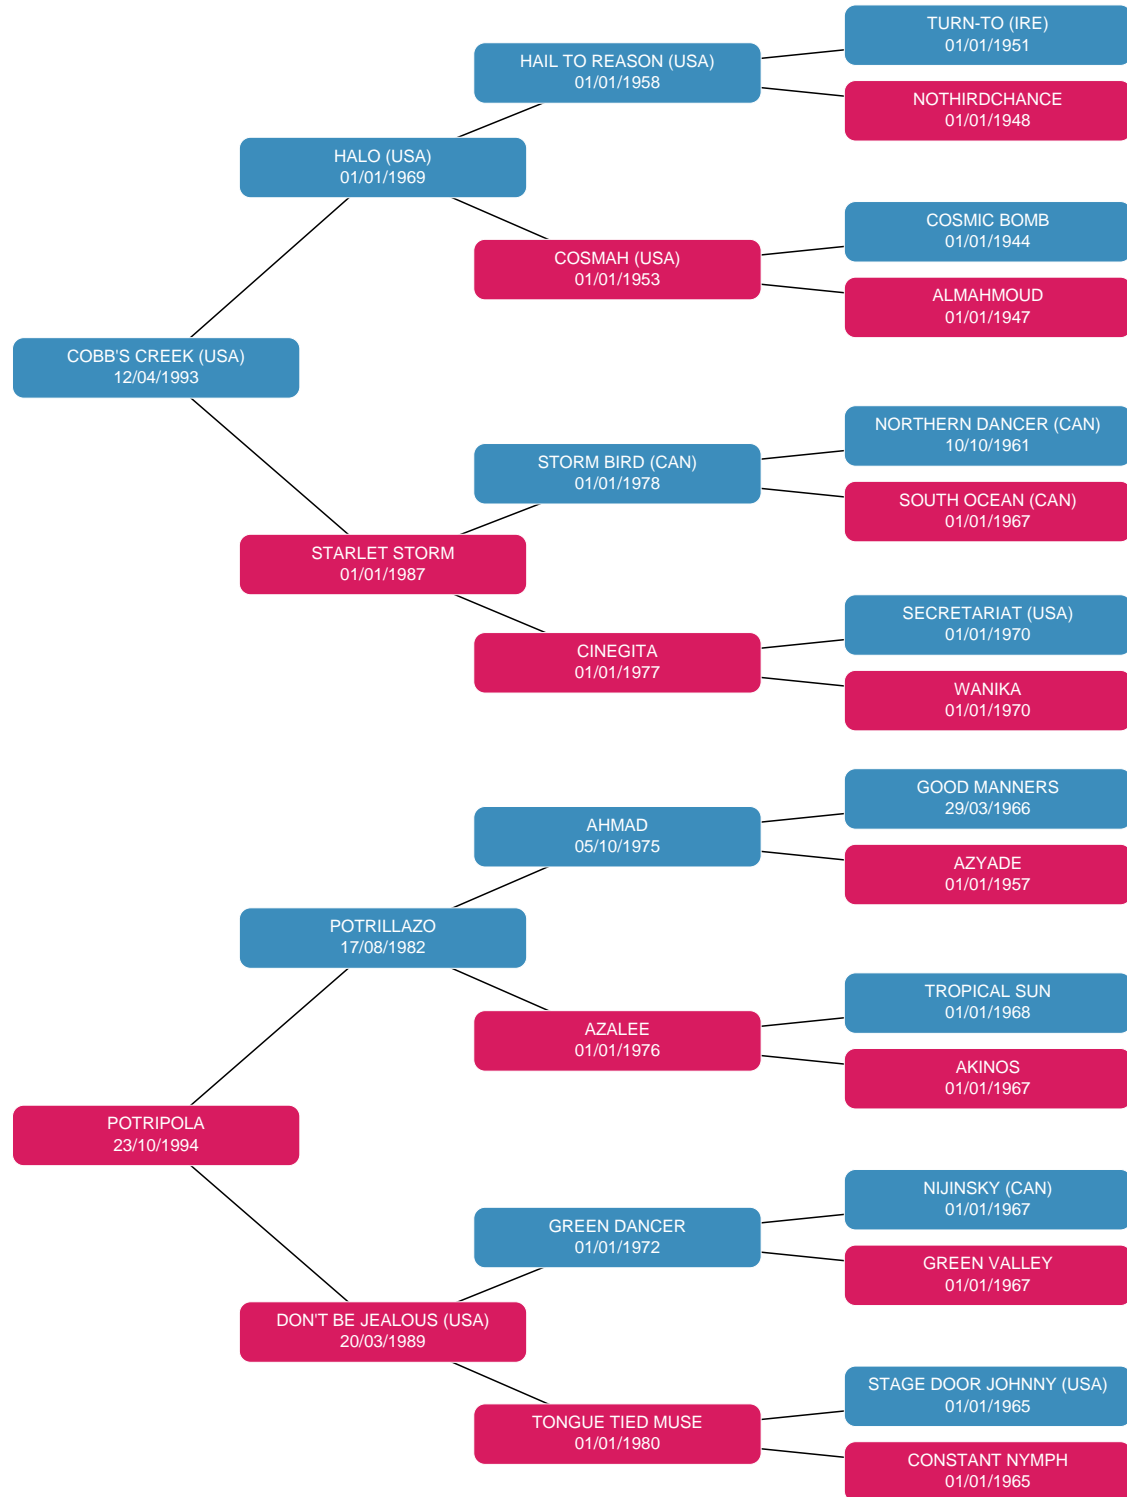 TURN-TO (IRE)
01/01/1951
HAIL TO REASON (USA)
01/01/1958
NOTHIRDCHANCE
01/01/1948
HALO (USA)
01/01/1969
COSMIC BOMB
01/01/1944
COSMAH (USA)
01/01/1953
ALMAHMOUD
01/01/1947
COBB'S CREEK (USA)
12/04/1993
NORTHERN DANCER (CAN)
10/10/1961
STORM BIRD (CAN)
01/01/1978
SOUTH OCEAN (CAN)
01/01/1967
STARLET STORM
01/01/1987
SECRETARIAT (USA)
01/01/1970
CINEGITA
01/01/1977
WANIKA
01/01/1970
GOOD MANNERS
29/03/1966
AHMAD
05/10/1975
AZYADE
01/01/1957
POTRILLAZO
17/08/1982
TROPICAL SUN
01/01/1968
AZALEE
01/01/1976
AKINOS
01/01/1967
POTRIPOLA
23/10/1994
NIJINSKY (CAN)
01/01/1967
GREEN DANCER
01/01/1972
GREEN VALLEY
01/01/1967
DON'T BE JEALOUS (USA)
20/03/1989
STAGE DOOR JOHNNY (USA)
01/01/1965
TONGUE TIED MUSE
01/01/1980
CONSTANT NYMPH
01/01/1965